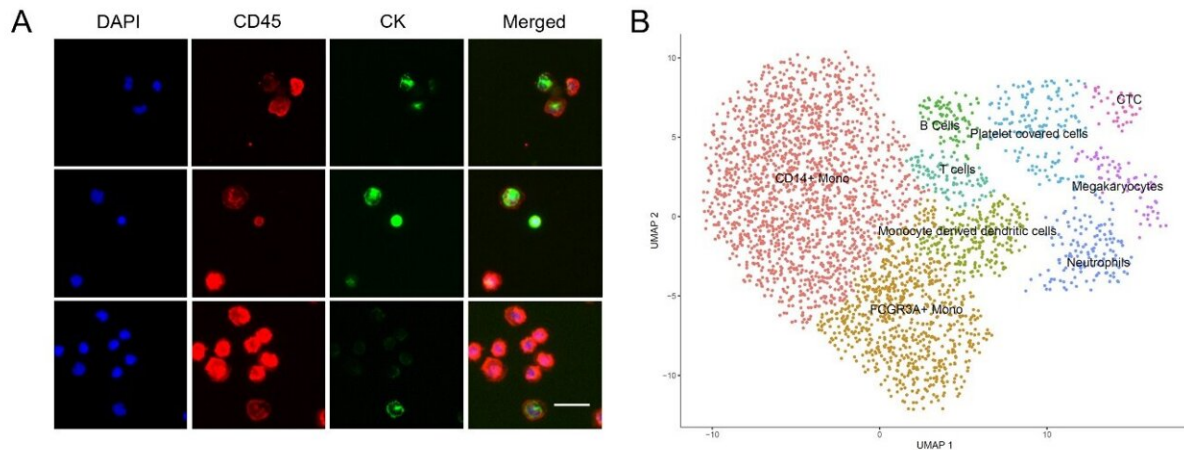 A
DAPI CD45 CK Merged
B
10
5
0
−5
−10
UMAP 2
CTC
B Cells
Platelet covered cells
T cells
CD14+ Mono
Megakaryocytes
Monocyte derived dendritic cells
Neutrophils
FCGR3A+ Mono
−10 0 10
UMAP 1